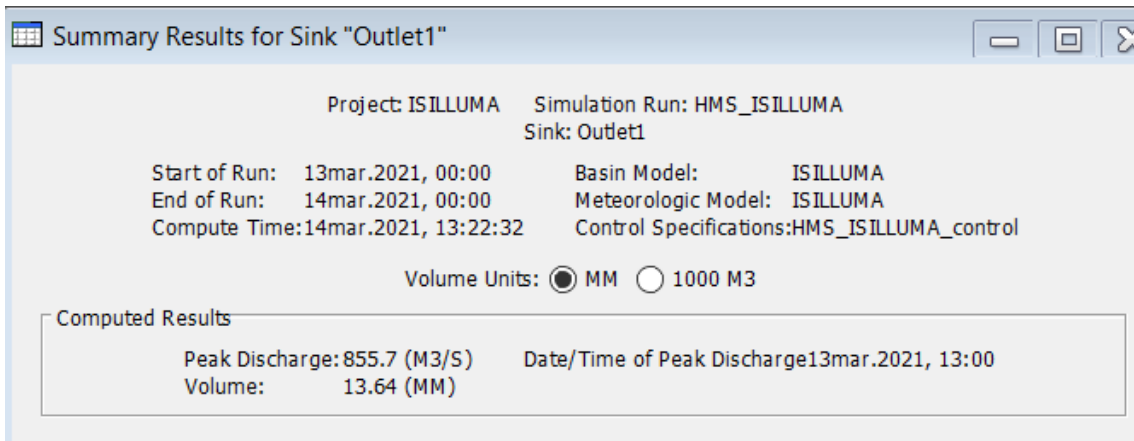 Summary Results for Sink "Outlet1"
Project: ISILLUMA Simulation Run: HMS_ISILLUMA
Sink: Outlet1
Start of Run: 13mar.2021, 00:00 Basin Model: ISILLUMA
End of Run: 14mar.2021, 00:00 Meteorologic Model: ISILLUMA
Compute Time:14mar.2021, 13:22:32 Control Specifications:HMS_ISILLUMA_control
Volume Units: MM 1000 M3
Computed Results
Peak Discharge:855.7 (M3/S) Date/Time of Peak Discharge13mar.2021, 13:00
Volume: 13.64 (MM)